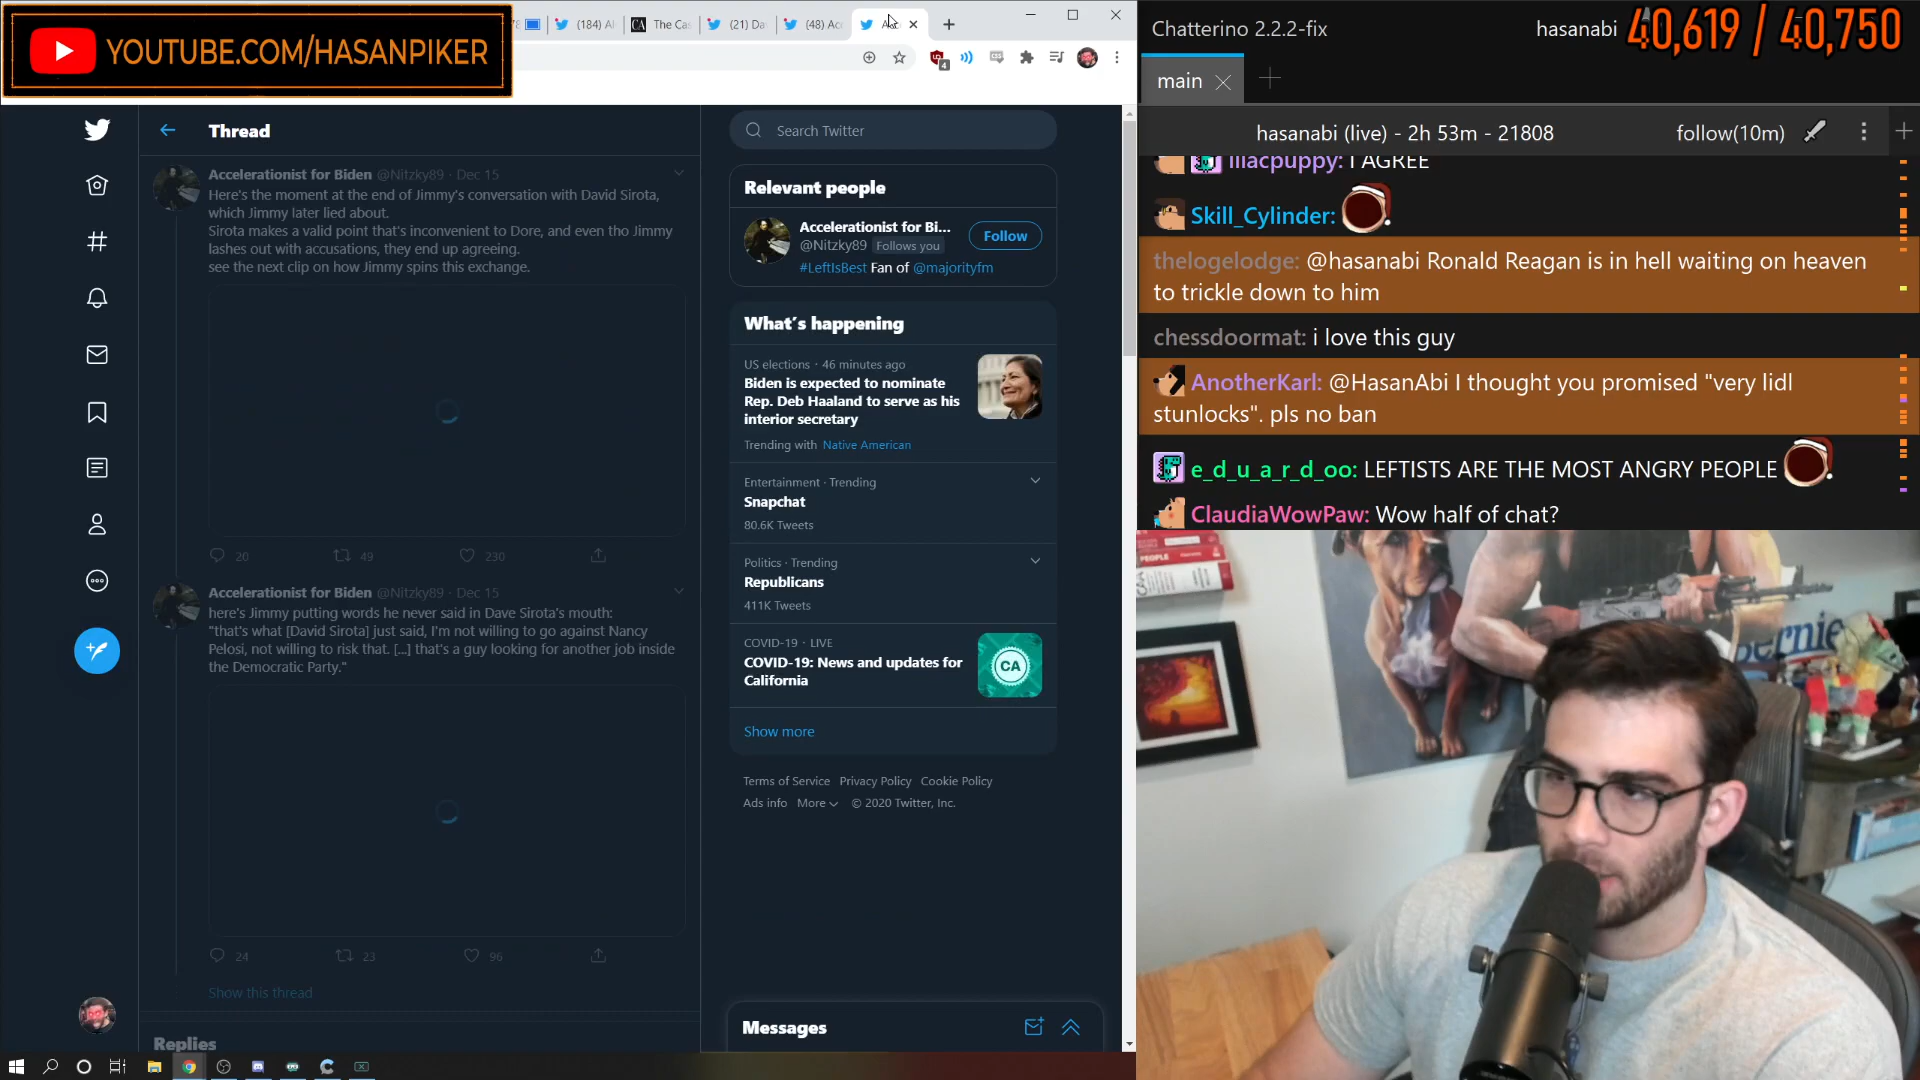 YOUTUBE.COM/HASANPIKER
(184) A
The Ca
(21) Da
(48) Ac
4
Thread
Accelerationist for Biden @Nitzky89 · Dec 15
Here's the moment at the end of Jimmy's conversation with David Sirota,
which Jimmy later lied about.
Sirota makes a valid point that's inconvenient to Dore, and even tho Jimmy
lashes out with accusations, they end up agreeing.
see the next clip on how Jimmy spins this exchange.
20 49 230
Accelerationist for Biden @Nitzky89 · Dec 15
here's Jimmy putting words he never said in Dave Sirota's mouth:
"that's what [David Sirota] just said, I'm not willing to go against Nancy
Pelosi, not willing to risk that. [...] that's a guy looking for another job inside
the Democratic Party."
24 23 96
Show this thread
Replies
Search Twitter
Relevant people
Accelerationist for Bi...
@Nitzky89 Follows you
Follow
#LeftIsBest Fan of @majorityfm
What's happening
US elections · 46 minutes ago
Biden is expected to nominate
Rep. Deb Haaland to serve as his
interior secretary
Trending with Native American
Entertainment · Trending
Snapchat
80.6K Tweets
Politics · Trending
Republicans
411K Tweets
COVID-19 · LIVE
COVID-19: News and updates for
California
CA
Show more
Terms of Service Privacy Policy Cookie Policy
Ads info More © 2020 Twitter, Inc.
Messages
Chatterino 2.2.2-fix
hasanabi
40,619 / 40,750
main
hasanabi (live) - 2h 53m - 21808
follow(10m)
lilacpuppy: I AGREE
Skill_Cylinder:
thelogelodge: @hasanabi Ronald Reagan is in hell waiting on heaven
to trickle down to him
chessdoormat: i love this guy
AnotherKarl: @HasanAbi I thought you promised "very lidl
stunlocks". pls no ban
e_d_u_a_r_d_oo: LEFTISTS ARE THE MOST ANGRY PEOPLE
ClaudiaWowPaw: Wow half of chat?
PEOPLE
Bernie